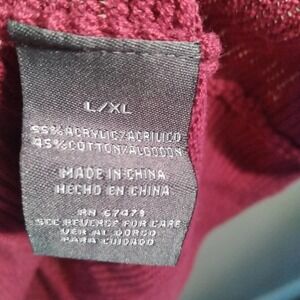 L/XL
55% ACRYLIC/ACRILICO
45% COTTON/ALGODON
MADE IN CHINA
HECHO EN CHINA
RN 67471
SEE REVERSE FOR CARE
VER AL DORSO
PARA CUIDADO